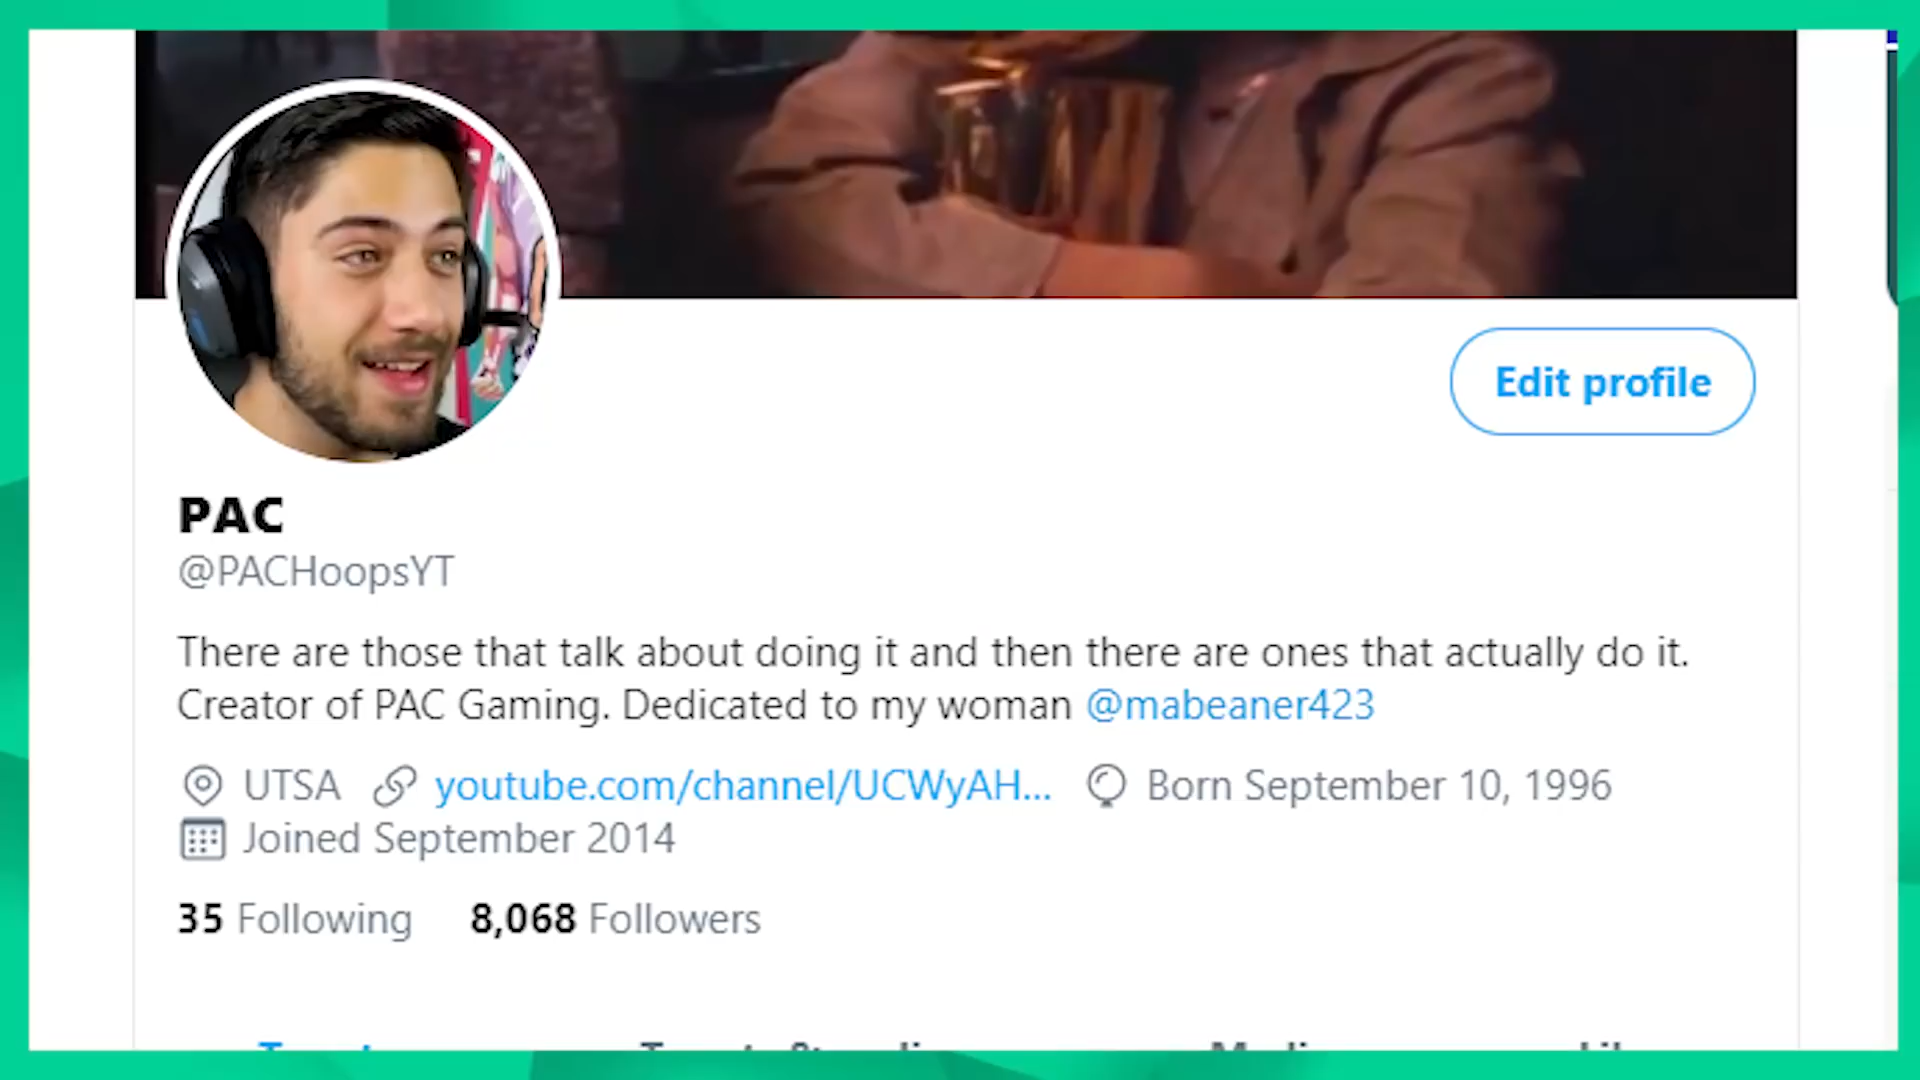 Edit profile
PAC
@PACHoopsYT
There are those that talk about doing it and then there are ones that actually do it.
Creator of PAC Gaming. Dedicated to my woman @mabeaner423
UTSA youtube.com/channel/UCWyAH... Born September 10, 1996
Joined September 2014
35 Following 8,068 Followers